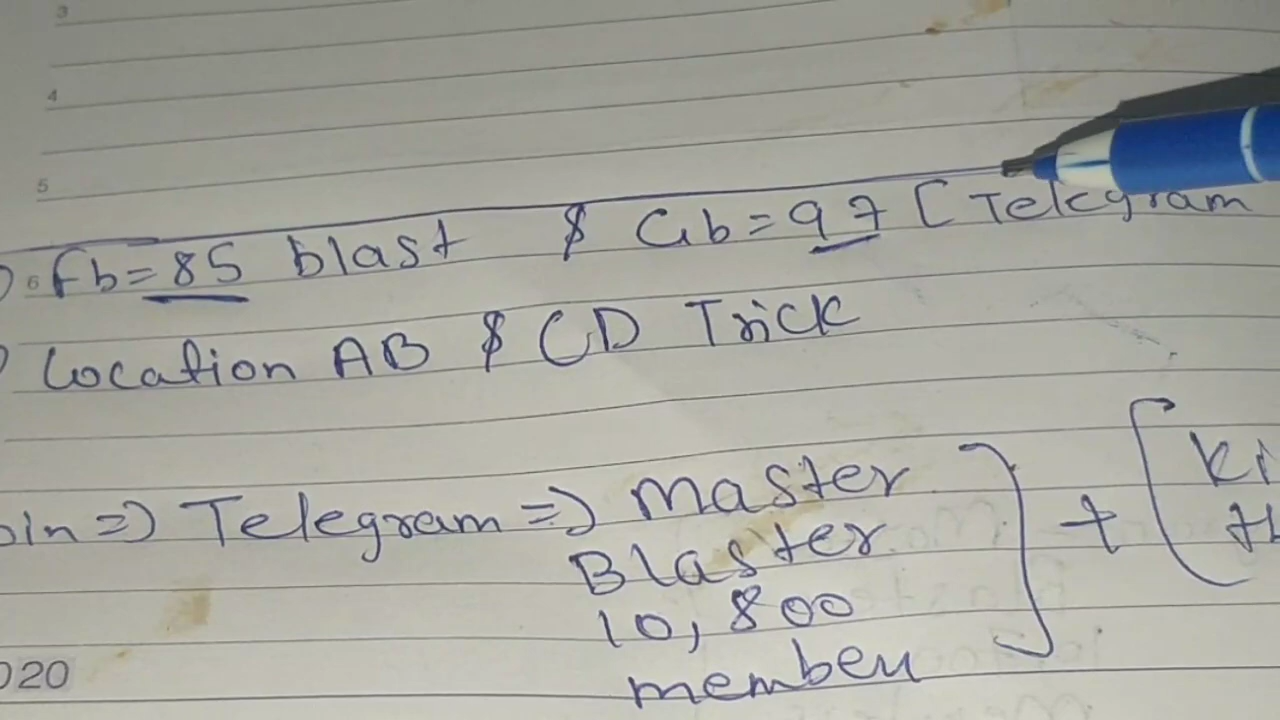 3
4
5
6 Fb=85 blast $ Gb=97 [Telegram
Location AB $ CD Trick
oin => Telegram => Master
Blaster
10,800
member
+
020